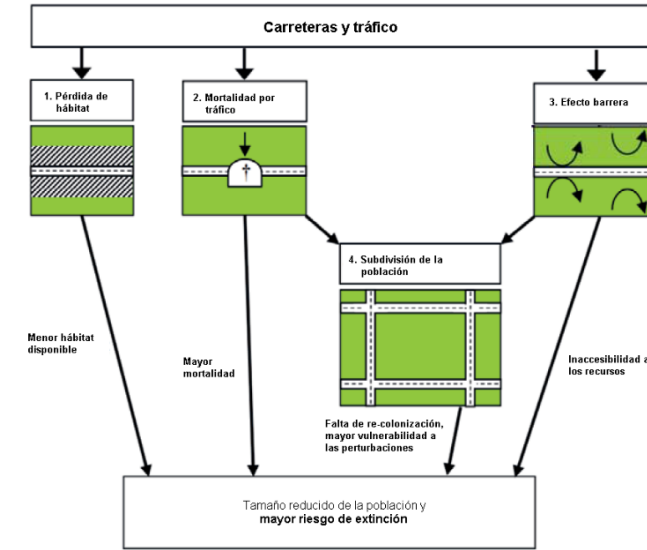 Carreteras y tráfico
1. Pérdida de
hábitat
2. Mortalidad por
tráfico
3. Efecto barrera
†
4. Subdivisión de la
población
Menor hábitat
disponible
Mayor
mortalidad
Inaccesibilidad a
los recursos
Falta de re-colonización,
mayor vulnerabilidad a
las perturbaciones
Tamaño reducido de la población y
mayor riesgo de extinción